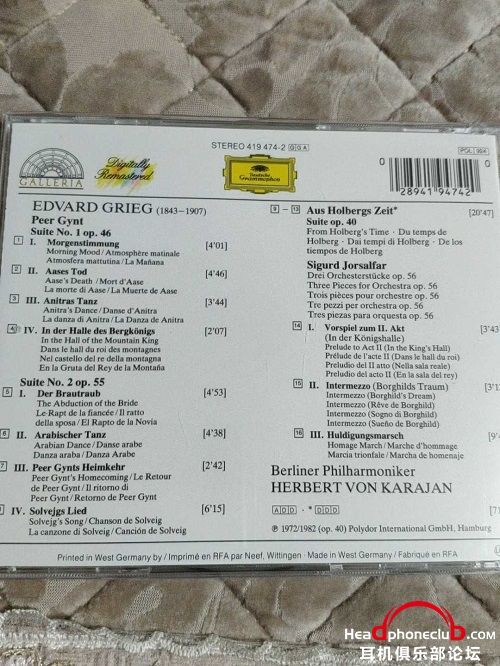 STEREO 419 474-2 GGA
POL 004
GALLERIA
Digitally
Remastered
Deutsche
Grammophon
0 28941 94742
EDVARD GRIEG (1843–1907)
Peer Gynt
Suite No. 1 op. 46
1 I. Morgenstimmung [4'01]
Morning Mood / Atmosphère matinale
Atmosfera mattutina / La Mañana
2 II. Aases Tod [4'46]
Aase's Death / Mort d'Aase
La morte di Aase / La Muerte de Aase
3 III. Anitras Tanz [3'44]
Anitra's Dance / Danse d'Anitra
La danza di Anitra / La Danza de Anitra
4 IV. In der Halle des Bergkönigs [2'07]
In the Hall of the Mountain King
Dans le hall du roi des montagnes
Nel castello del re della montagna
En la Gruta del Rey de la Montaña
Suite No. 2 op. 55
5 I. Der Brautraub [4'53]
The Abduction of the Bride
Le Rapt de la fiancée / Il ratto
della sposa / El Rapto de la Novia
6 II. Arabischer Tanz [4'38]
Arabian Dance / Danse arabe
Danza araba / Danza Arabe
7 III. Peer Gynts Heimkehr [2'42]
Peer Gynt's Homecoming / Le Retour
de Peer Gynt / Il ritorno di
Peer Gynt / Retorno de Peer Gynt
IV. Solvejgs Lied [6'15]
Solvejg's Song / Chanson de Solveig
La canzone di Solveig / Canción de Solveig
9 – 13 Aus Holbergs Zeit* [20'47]
Suite op. 40
From Holberg's Time · Du temps de
Holberg · Dai tempi di Holberg · De los
tiempos de Holberg
Sigurd Jorsalfar
Drei Orchesterstücke op. 56
Three Pieces for Orchestra op. 56
Trois pièces pour orchestre op. 56
Tre pezzi per orchestra op. 56
Tres piezas para orquesta op. 56
14 I. Vorspiel zum II. Akt [3'43
(In der Königshalle)
Prelude to Act II (In the King's Hall)
Prélude de l'acte II (Dans le hall du roi)
Preludio del II atto (Nella sala reale)
Preludio del acto II (En la sala del rey)
15 II. Intermezzo (Borghilds Traum)
Intermezzo (Borghild's Dream)
Intermezzo (Rêve de Borghild)
Intermezzo (Sogno di Borghild)
Intermezzo (Sueño de Borghild)
16 III. Huldigungsmarsch
Homage March / Marche d'hommage
Marcia trionfale / Marcha de homenaje
Berliner Philharmoniker
HERBERT VON KARAJAN
ADD · *DDD
℗ 1972/1982 (op. 40) Polydor International GmbH, Hamburg
Printed in West Germany by / Imprimé en RFA par Neef, Wittingen · Made in West Germany / Fabriqué en RFA
HeadphoneClub.com
耳机俱乐部论坛